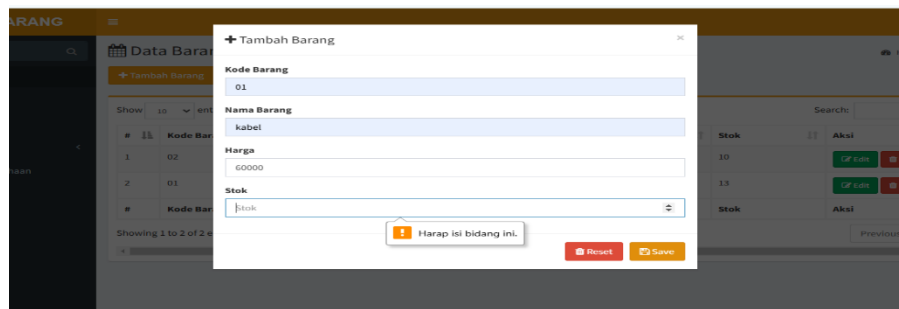 ARANG
Tambah Barang
×
Data Baran
Tambah Barang
Kode Barang
01
Show 10 ent
Search:
Nama Barang
kabel
# Kode Bar
Stok
Aksi
Harga
60000
1 02
10
Edit
haan
2 01
13
Edit
Stok
Stok
# Kode Bar
Stok
Aksi
Harap isi bidang ini.
Showing 1 to 2 of 2 e
Previous
Reset
Save